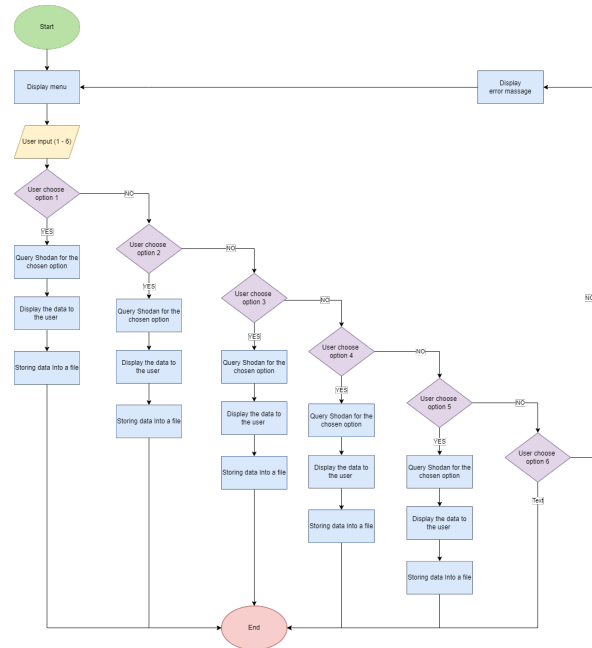 Start
Display menu
Display
error massage
User input (1 - 6)
User choose
option 1
NO
YES
User choose
option 2
NO
YES
User choose
option 3
NO
YES
User choose
option 4
NO
YES
User choose
option 5
NO
YES
User choose
option 6
NO
Text
Query Shodan for the
chosen option
Display the data to
the user
Storing data Into a file
Query Shodan for the
chosen option
Display the data to
the user
Storing data Into a file
Query Shodan for the
chosen option
Display the data to
the user
Storing data Into a file
Query Shodan for the
chosen option
Display the data to
the user
Storing data Into a file
Query Shodan for the
chosen option
Display the data to
the user
Storing data Into a file
End